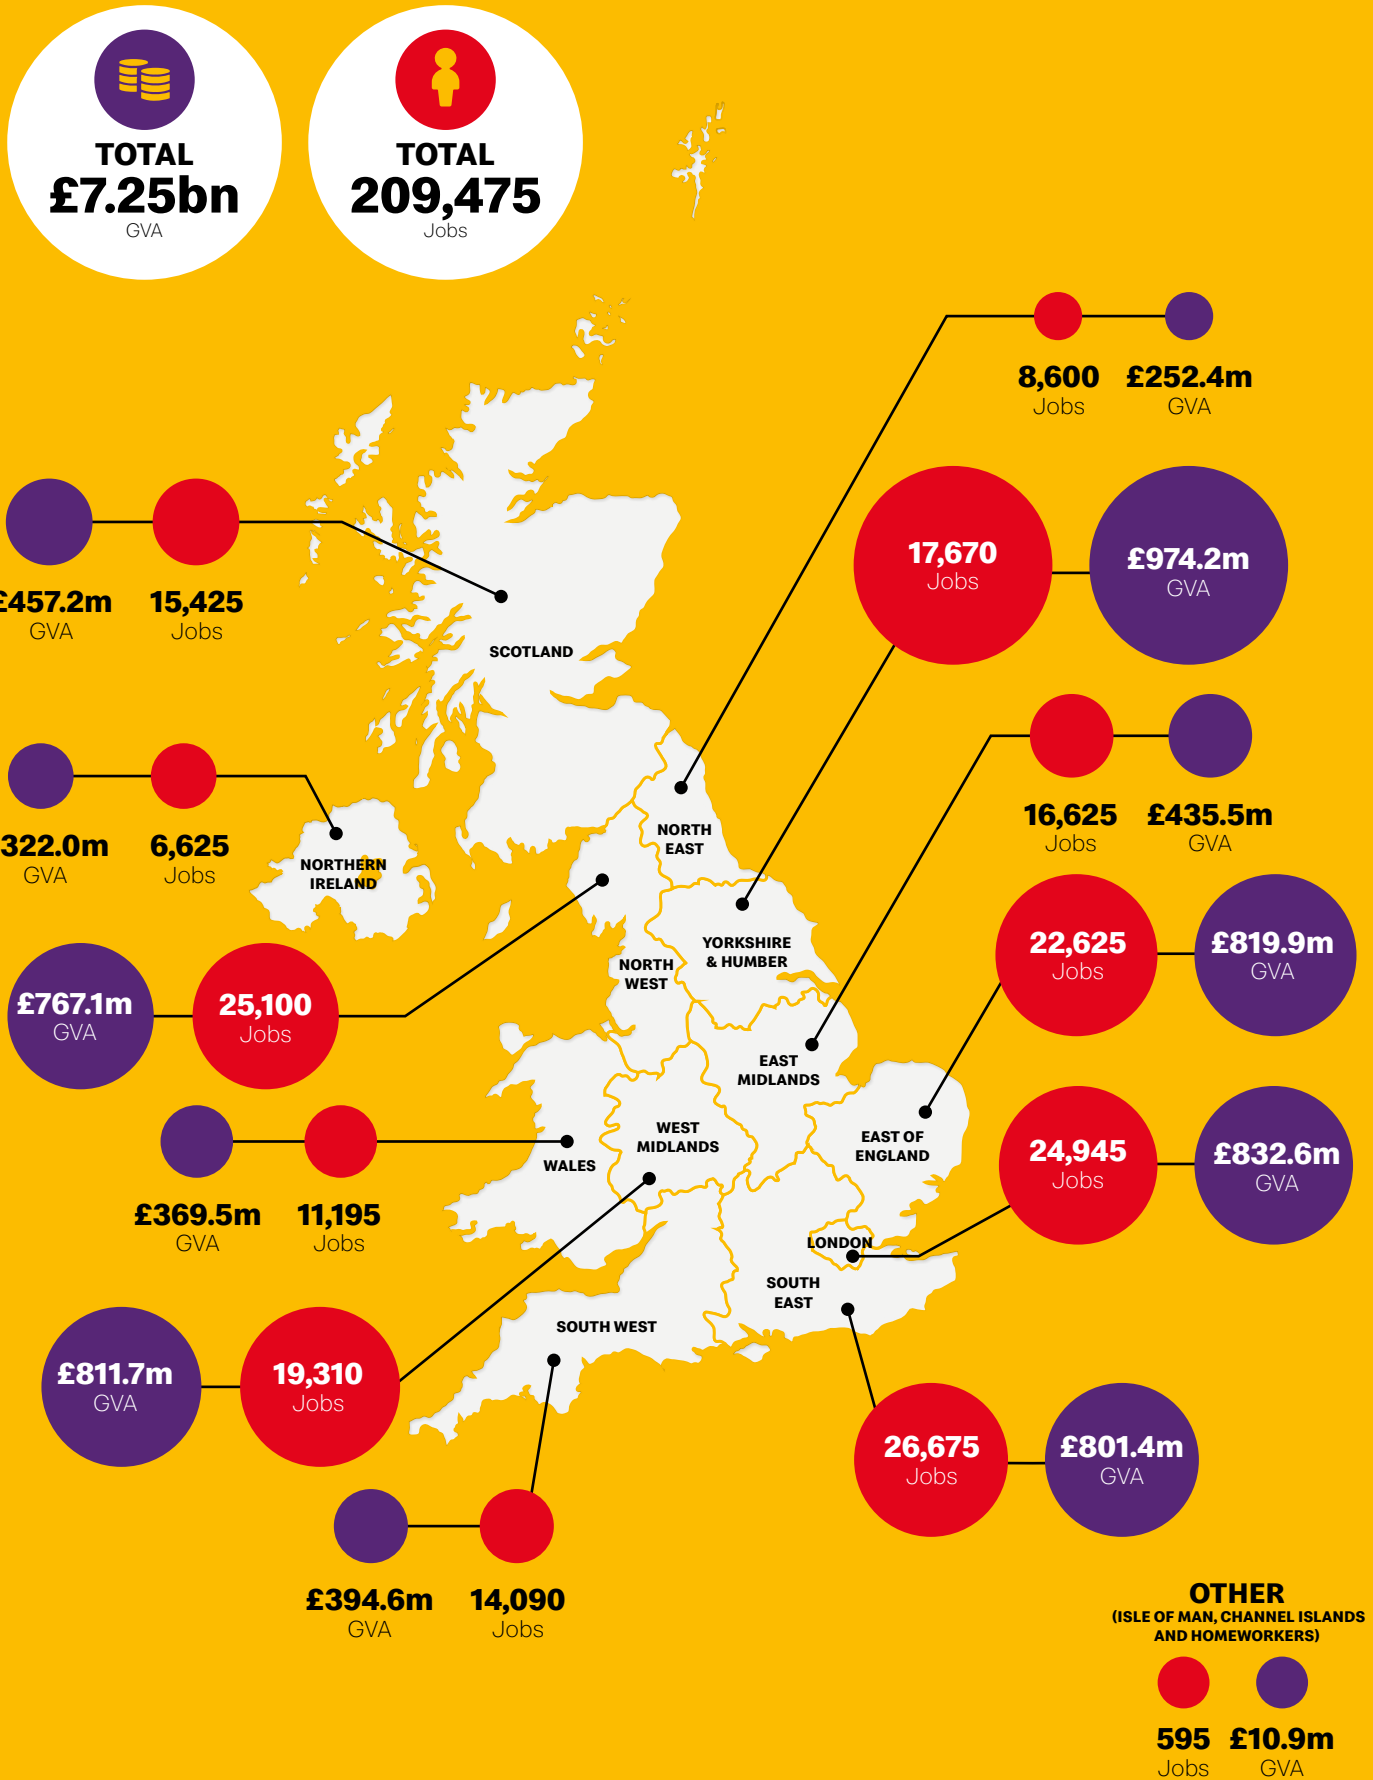 TOTAL
£7.25bn
GVA
TOTAL
209,475
Jobs
8,600
Jobs
£252.4m
GVA
17,670
Jobs
£974.2m
GVA
£457.2m
GVA
15,425
Jobs
SCOTLAND
16,625
Jobs
£435.5m
GVA
322.0m
GVA
6,625
Jobs
NORTHERN
IRELAND
NORTH
EAST
YORKSHIRE
& HUMBER
NORTH
WEST
22,625
Jobs
£819.9m
GVA
£767.1m
GVA
25,100
Jobs
EAST
MIDLANDS
WEST
MIDLANDS
EAST OF
ENGLAND
WALES
24,945
Jobs
£832.6m
GVA
£369.5m
GVA
11,195
Jobs
LONDON
SOUTH
EAST
SOUTH WEST
£811.7m
GVA
19,310
Jobs
26,675
Jobs
£801.4m
GVA
£394.6m
GVA
14,090
Jobs
OTHER
(ISLE OF MAN, CHANNEL ISLANDS
AND HOMEWORKERS)
595
Jobs
£10.9m
GVA